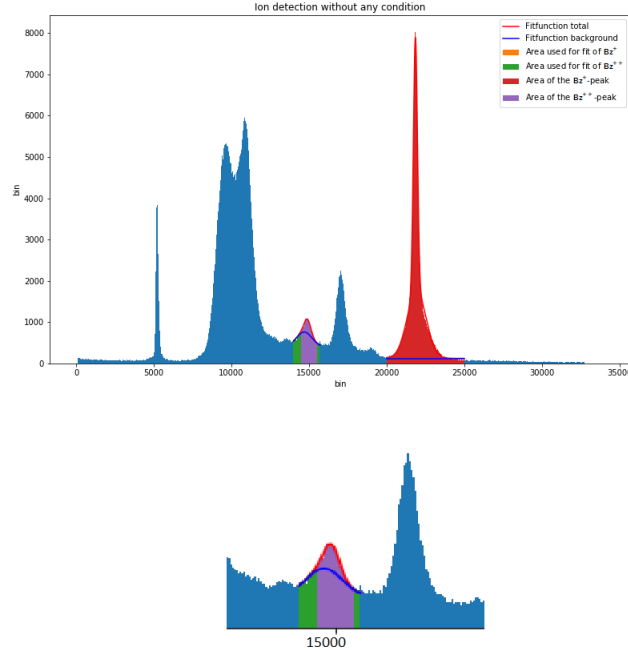 Ion detection without any condition
Fitfunction total
Fitfunction background
Area used for fit of Bz⁺
Area used for fit of Bz⁺⁺
Area of the Bz⁺-peak
Area of the Bz⁺⁺-peak
8000
7000
6000
5000
4000
3000
2000
1000
0
bin
0 5000 10000 15000 20000 25000 30000 35000
bin
15000